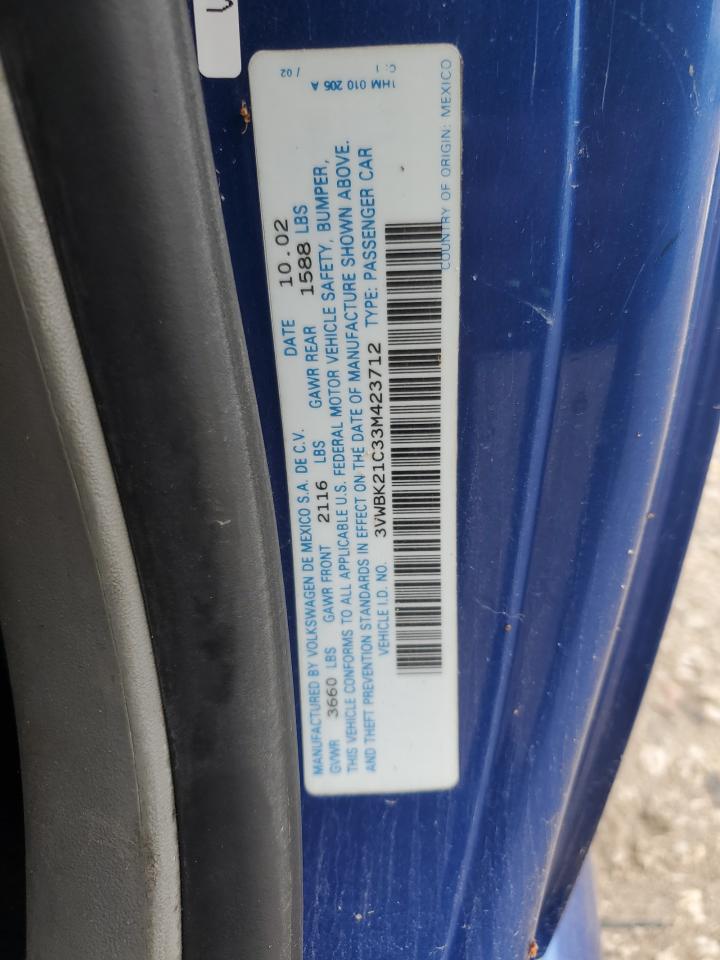 MANUFACTURED BY VOLKSWAGEN DE MEXICO S.A. DE C.V. DATE 10.02 / 02
GVWR 3660 LBS GAWR FRONT 2116 LBS GAWR REAR 1588 LBS
THIS VEHICLE CONFORMS TO ALL APPLICABLE U.S. FEDERAL MOTOR VEHICLE SAFETY, BUMPER,
AND THEFT PREVENTION STANDARDS IN EFFECT ON THE DATE OF MANUFACTURE SHOWN ABOVE.
VEHICLE I.D. NO. 3VWBK21C33M423712 TYPE: PASSENGER CAR
COUNTRY OF ORIGIN: MEXICO
1HM 010 205 A
C: 1